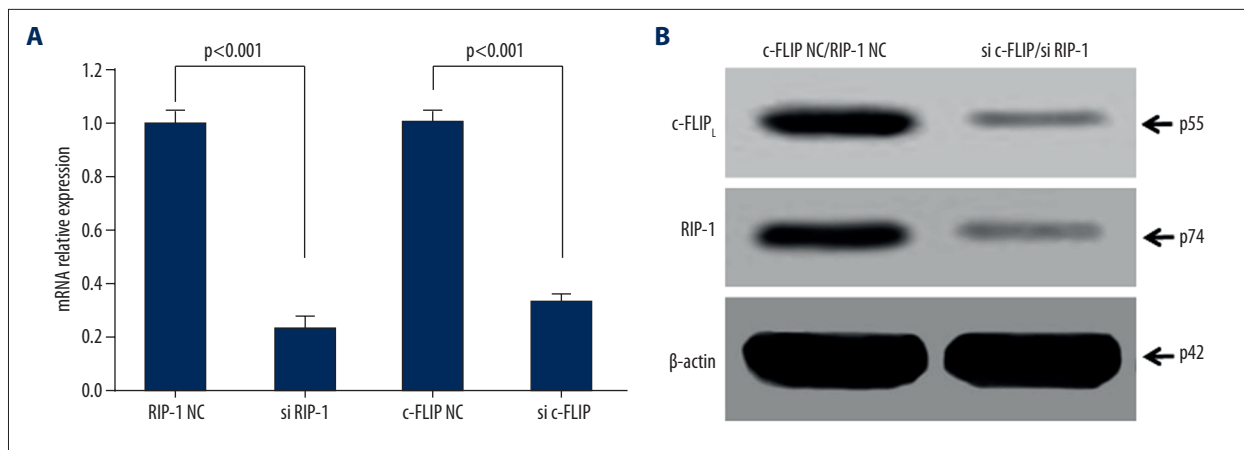 A
p<0.001
p<0.001
mRNA relative expression
1.2
1.0
0.8
0.6
0.4
0.2
0.0
RIP-1 NC
si RIP-1
c-FLIP NC
si c-FLIP
B
c-FLIP NC/RIP-1 NC
si c-FLIP/si RIP-1
c-FLIPL
p55
RIP-1
p74
β-actin
p42